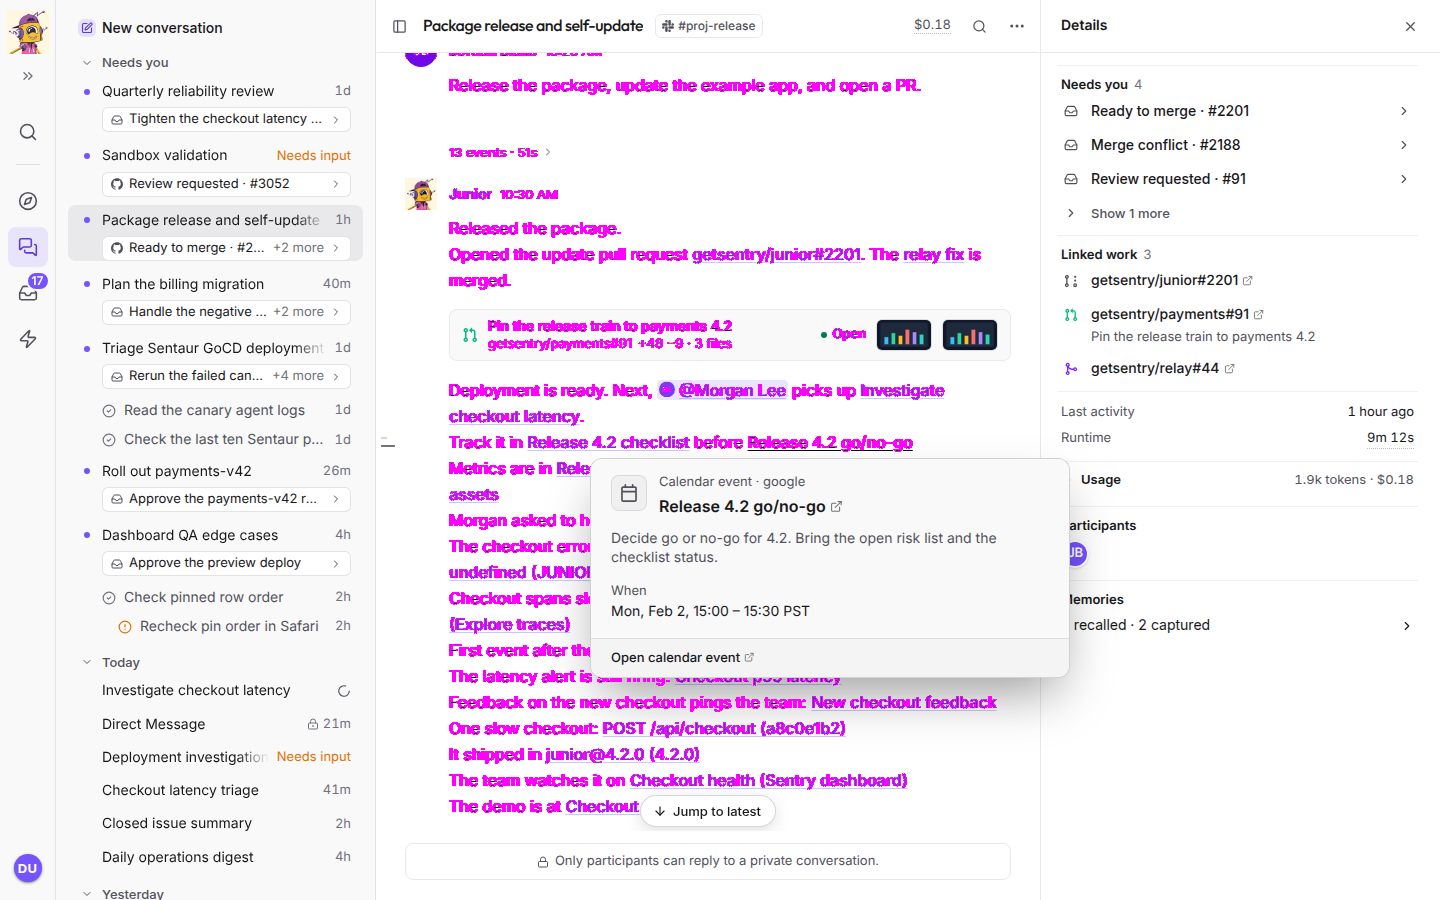 New conversation
Needs you
Quarterly reliability review 1d
Tighten the checkout latency ...
Sandbox validation Needs input
Review requested · #3052
Package release and self-update 1h
Ready to merge · #2... +2 more
Plan the billing migration 40m
Handle the negative ... +2 more
Triage Sentaur GoCD deployment 1d
Rerun the failed can... +4 more
Read the canary agent logs 1d
Check the last ten Sentaur p... 1d
Roll out payments-v42 26m
Approve the payments-v42 r...
Dashboard QA edge cases 4h
Approve the preview deploy
Check pinned row order 2h
Recheck pin order in Safari 2h
Today
Investigate checkout latency
Direct Message 21m
Deployment investigation Needs input
Checkout latency triage 41m
Closed issue summary 2h
Daily operations digest 4h
Yesterday
17
DU
Package release and self-update #proj-release $0.18
Release the package, update the example app, and open a PR.
13 events · 51s
Junior 10:30 AM
Released the package.
Opened the update pull request getsentry/junior#2201. The relay fix is
merged.
Pin the release train to payments 4.2
getsentry/payments#91 +48 −9 · 3 files
Open
Deployment is ready. Next, @Morgan Lee picks up Investigate
checkout latency.
Track it in Release 4.2 checklist before Release 4.2 go/no-go
Metrics are in Rele
assets
Morgan asked to h
The checkout erro
undefined (JUNIO
Checkout spans sl
(Explore traces)
First event after the
The latency alert is still firing: Checkout p95 latency
Feedback on the new checkout pings the team: New checkout feedback
One slow checkout: POST /api/checkout (a8c0e1b2)
It shipped in junior@4.2.0 (4.2.0)
The team watches it on Checkout health (Sentry dashboard)
The demo is at Checkout
Jump to latest
Only participants can reply to a private conversation.
Calendar event · google
Release 4.2 go/no-go
Decide go or no-go for 4.2. Bring the open risk list and the
checklist status.
When
Mon, Feb 2, 15:00 – 15:30 PST
Open calendar event
Details
Needs you 4
Ready to merge · #2201
Merge conflict · #2188
Review requested · #91
Show 1 more
Linked work 3
getsentry/junior#2201
getsentry/payments#91
Pin the release train to payments 4.2
getsentry/relay#44
Last activity 1 hour ago
Runtime 9m 12s
Usage 1.9k tokens · $0.18
articipants
JB
Memories
recalled · 2 captured